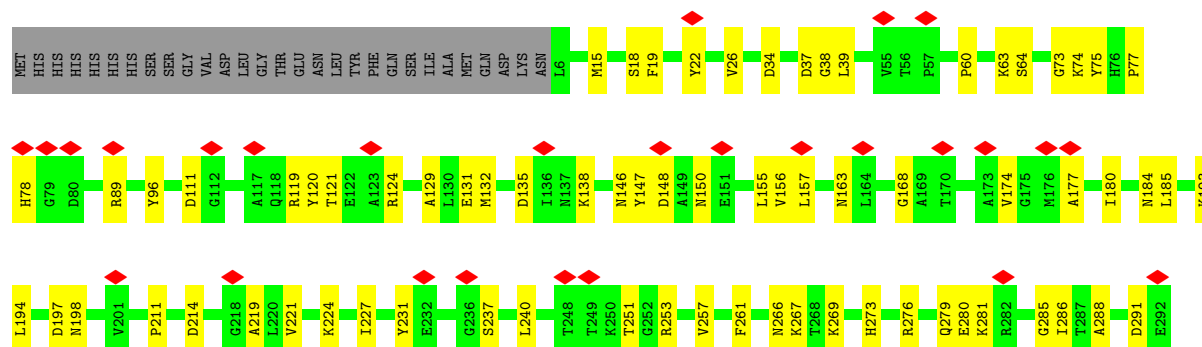 MET HIS HIS HIS HIS HIS HIS SER SER GLY VAL ASP LEU GLY THR GLU ASN LEU TYR PHE GLN SER ILE ALA MET GLN ASP LYS ASN L6 M15 S18 F19 Y22 V26 D34 D37 G38 L39 V55 T56 P57 P60 K63 S64 G73 K74 Y75 H76 P77
H78 G79 D80 R89 Y96 D111 G112 A117 Q118 R119 Y120 T121 E122 A123 R124 A129 L130 E131 M132 D135 I136 N137 K138 N146 Y147 D148 A149 N150 E151 L155 V156 L157 N163 L164 G168 A169 T170 A173 V174 G175 M176 A177 I180 N184 L185
L194 D197 N198 V201 P211 D214 G218 A219 L220 V221 K224 I227 Y231 E232 G236 S237 L240 T248 T249 K250 T251 G252 R253 V257 F261 N266 K267 T268 K269 H273 R276 Q279 E280 K281 R282 G285 I286 T287 A288 D291 E292